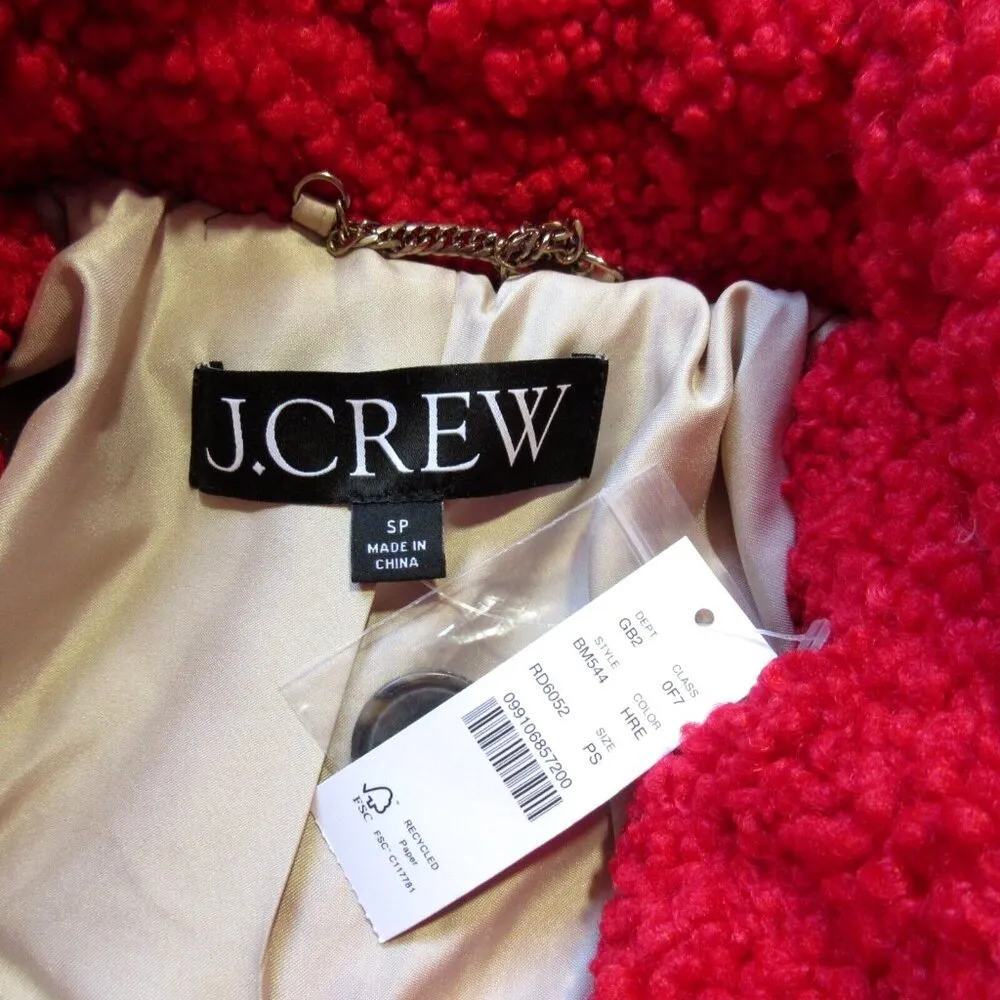 J.CREW
SP
MADE IN
CHINA
DEPT CLASS
GB2 0F7
STYLE COLOR SIZE
BM544 HRE PS
RD6052
099106857200
FSC™
RECYCLED
Paper
FSC® C117781